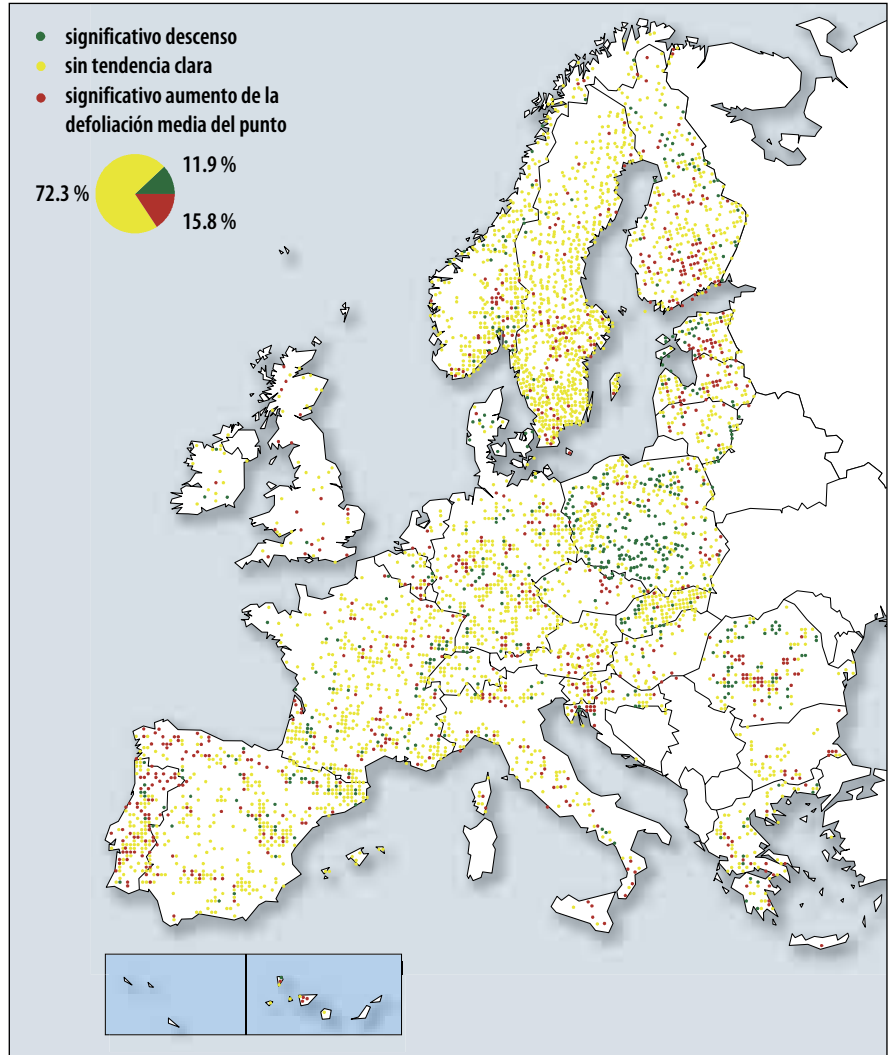 significativo descenso
sin tendencia clara
significativo aumento de la
defoliación media del punto
11.9 %
72.3 %
15.8 %